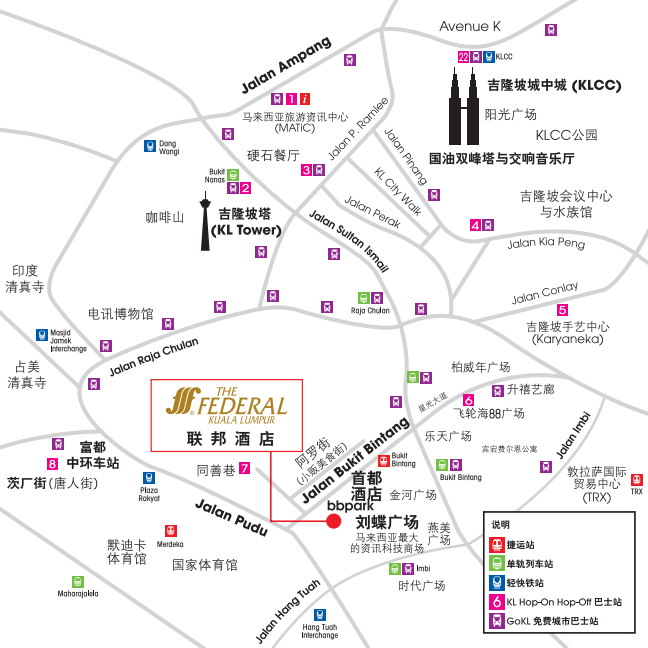 Avenue K
22
KLCC
Jalan Ampang
吉隆坡城中城 (KLCC)
1
i
马来西亚旅游资讯中心
(MATiC)
阳光广场
KLCC公园
Jalan P. Ramlee
Jalan Pinang
Dang
Wangi
硬石餐厅
国油双峰塔与交响音乐厅
3
Bukit
Nanas
2
KL City Walk
吉隆坡会议中心
与水族馆
咖啡山
吉隆坡塔
(KL Tower)
Jalan Perak
4
Jalan Sultan Ismail
Jalan Kia Peng
印度
清真寺
电讯博物馆
Raja Chulan
Jalan Conlay
5
吉隆坡手艺中心
(Karyaneka)
Masjid
Jamek
Interchange
Jalan Raja Chulan
占美
清真寺
柏威年广场
THE
FEDERAL
KUALA LUMPUR
联邦酒店
星光大道
6
升禧艺廊
飞轮海88广场
Jalan Imbi
阿罗街
(小贩美食街)
Jalan Bukit Bintang
乐天广场
宾宕费尔恩公寓
富都
中环车站
8
茨厂街(唐人街)
同善巷
7
Bukit
Bintang
Bukit Bintang
敦拉萨国际
贸易中心
(TRX)
TRX
首都
酒店
金河广场
Plaza
Rakyat
Jalan Pudu
bbpark
刘蝶广场
马来西亚最大
的资讯科技商场
燕美
广场
Merdeka
默迪卡
体育馆
国家体育馆
Imbi
时代广场
Maharajalela
Jalan Hang Tuah
Hang Tuah
Interchange
说明
捷运站
单轨列车站
轻快铁站
6
KL Hop-On Hop-Off 巴士站
GoKL 免费城市巴士站